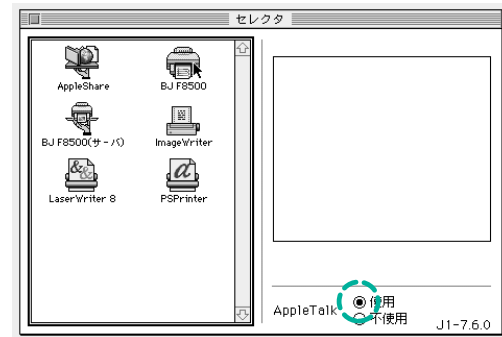 セレクタ
AppleShare
BJ F8500
BJ F8500(サーバ)
ImageWriter
LaserWriter 8
PSPrinter
AppleTalk
使用
不使用
J1-7.6.0